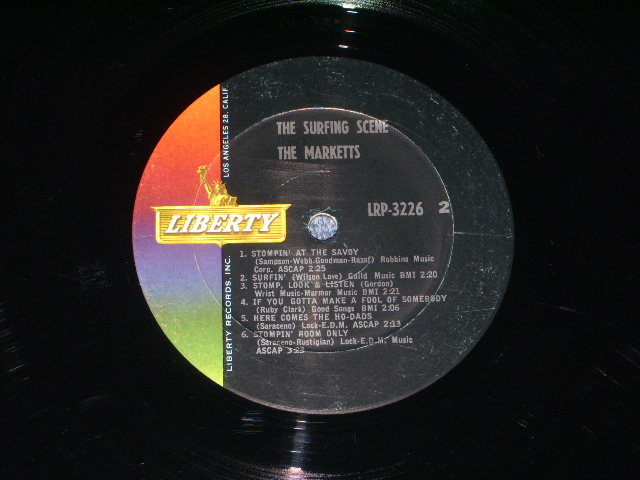 THE SURFING SCENE
THE MARKETTS
LRP-3226 2
LIBERTY
LIBERTY RECORDS, INC.
LOS ANGELES 28, CALIF.
1. STOMPIN' AT THE SAVOY
(Sampson-Webb-Goodman-Razaf) Robbins Music
Corp. ASCAP 2:25
2. SURFIN' (Wilson Love) Guild Music BMI 2:20
3. STOMP, LOOK & LISTEN (Gordon)
Wrist Music-Marmor Music BMI 2:21
4. IF YOU GOTTA MAKE A FOOL OF SOMEBODY
(Ruby Clark) Good Songs BMI 2:06
5. HERE COMES THE HO-DADS
(Saraceno) Lock-E.D.M. ASCAP 2:13
6. STOMPIN' ROOM ONLY
(Saraceno-Rustigian) Lock-E.D.M. Music
ASCAP